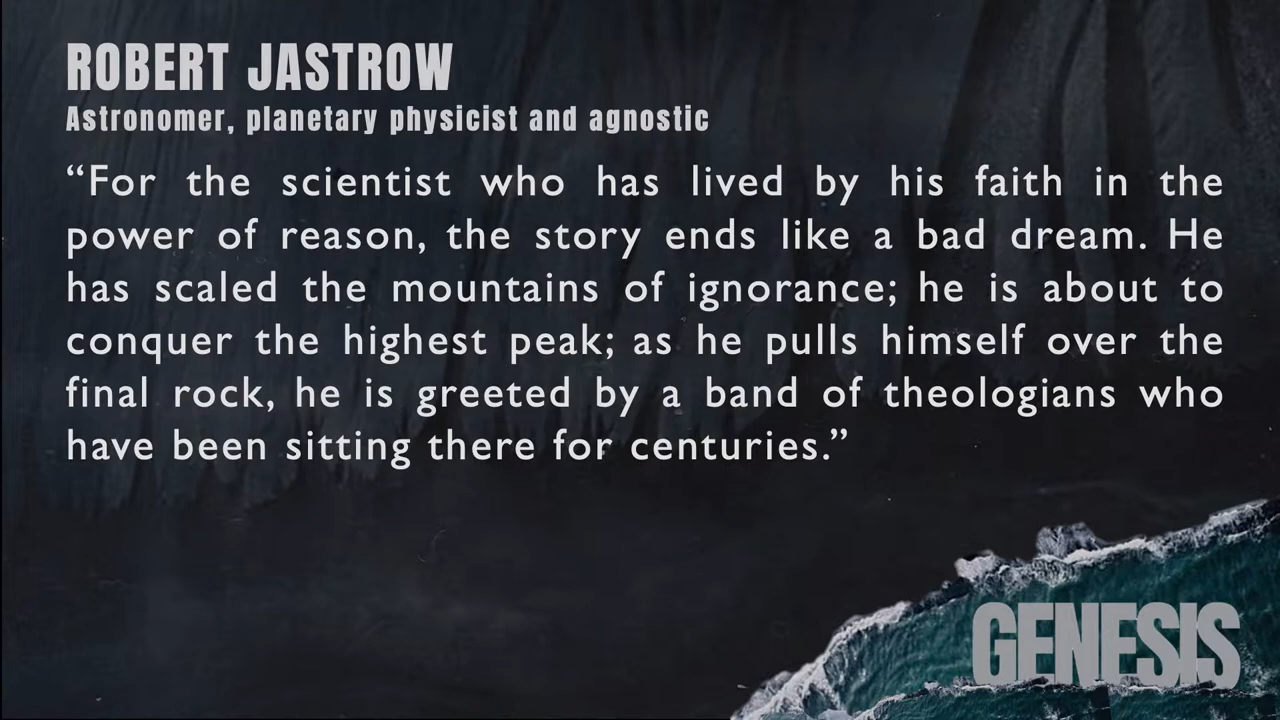 ROBERT JASTROW
Astronomer, planetary physicist and agnostic
“For the scientist who has lived by his faith in the
power of reason, the story ends like a bad dream. He
has scaled the mountains of ignorance; he is about to
conquer the highest peak; as he pulls himself over the
final rock, he is greeted by a band of theologians who
have been sitting there for centuries.”
GENESIS